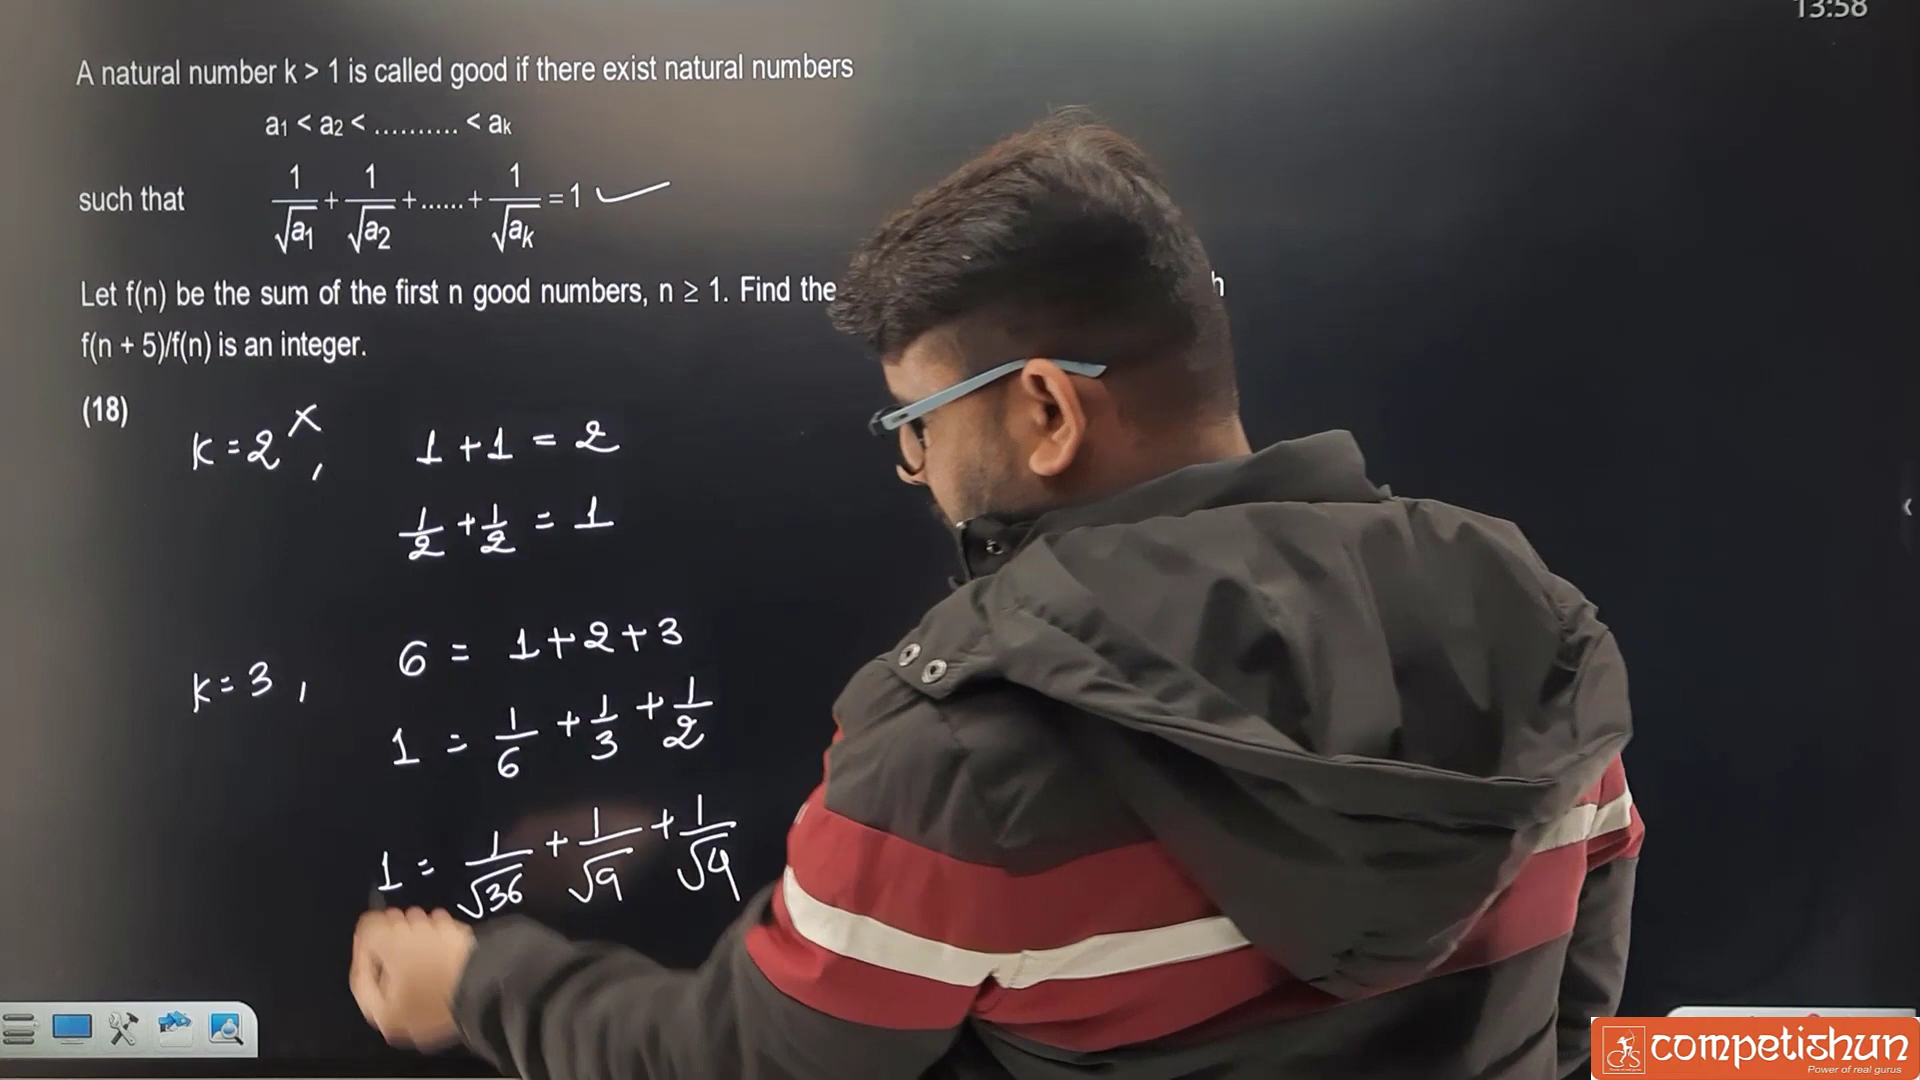 13:58
A natural number k > 1 is called good if there exist natural numbers
a₁ < a₂ < .......... < aₖ
such that 1/√a₁ + 1/√a₂ + ...... + 1/√aₖ = 1 ✓
Let f(n) be the sum of the first n good numbers, n ≥ 1. Find the
f(n + 5)/f(n) is an integer.
(18)
k = 2 ×, 1 + 1 = 2
1/2 + 1/2 = 1
k = 3, 6 = 1 + 2 + 3
1 = 1/6 + 1/3 + 1/2
1 = 1/√36 + 1/√9 + 1/√4
competishun
Power of real gurus